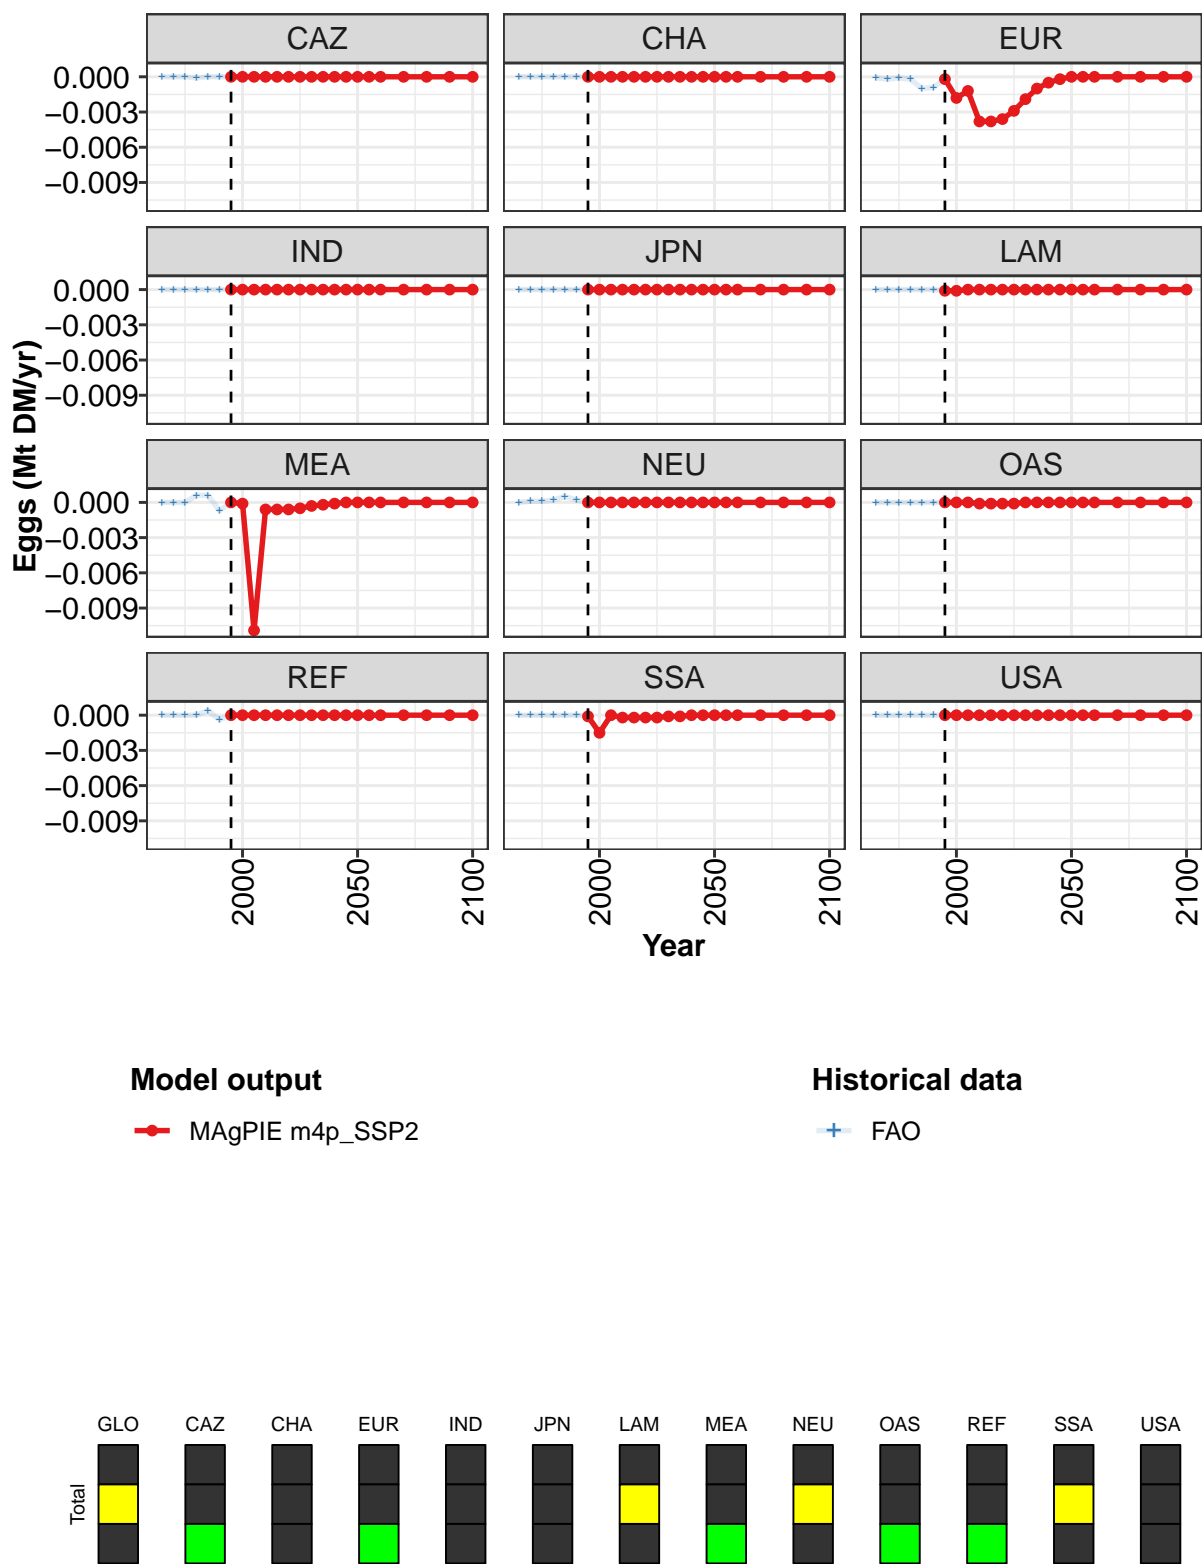 CAZ CHA EUR
0.000
−0.003
−0.006
−0.009
IND JPN LAM
0.000
−0.003
−0.006
−0.009
MEA NEU OAS
0.000
−0.003
−0.006
−0.009
REF SSA USA
0.000
−0.003
−0.006
−0.009
Eggs (Mt DM/yr)
2000 2050 2100 2000 2050 2100 2000 2050 2100
Year
Model output Historical data
MAgPIE m4p_SSP2 FAO
GLO CAZ CHA EUR IND JPN LAM MEA NEU OAS REF SSA USA
Total